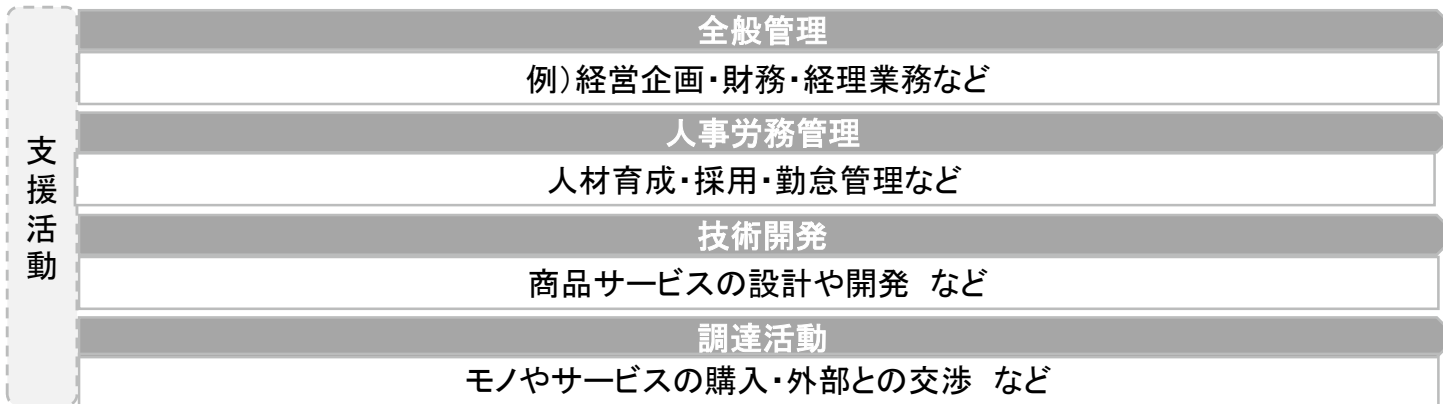 支援活動
全般管理
例）経営企画・財務・経理業務など
人事労務管理
人材育成・採用・勤怠管理など
技術開発
商品サービスの設計や開発 など
調達活動
モノやサービスの購入・外部との交渉 など